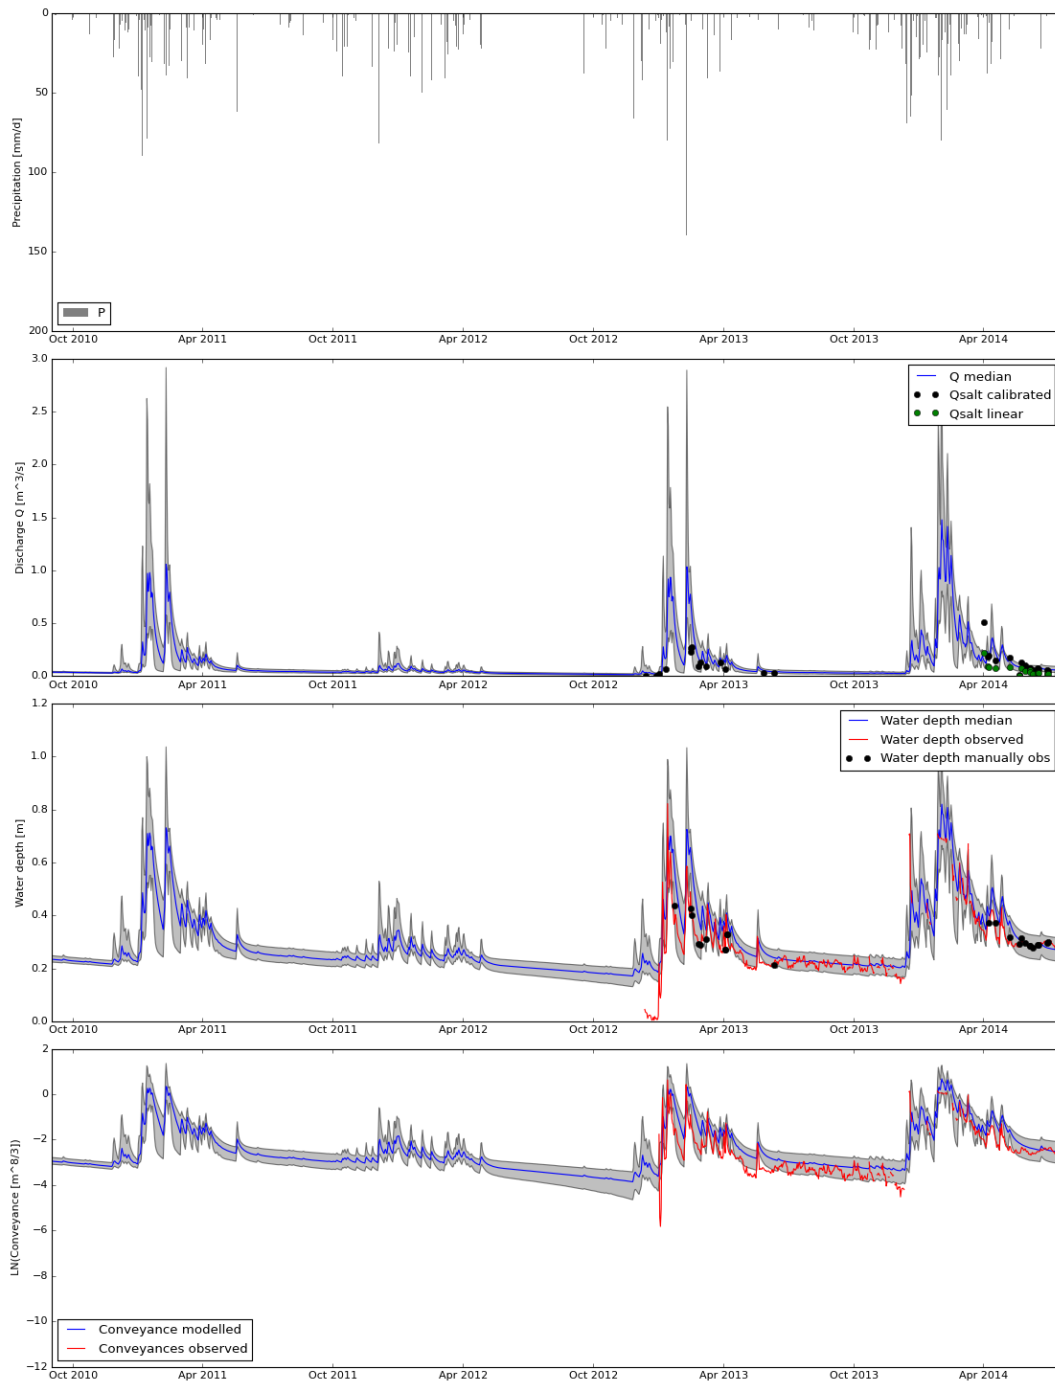 0
50
100
150
200
Precipitation [mm/d]
P
Oct 2010 Apr 2011 Oct 2011 Apr 2012 Oct 2012 Apr 2013 Oct 2013 Apr 2014
3.0
2.5
2.0
1.5
1.0
0.5
0.0
Discharge Q [m^3/s]
Q median
Qsalt calibrated
Qsalt linear
Oct 2010 Apr 2011 Oct 2011 Apr 2012 Oct 2012 Apr 2013 Oct 2013 Apr 2014
1.2
1.0
0.8
0.6
0.4
0.2
0.0
Water depth [m]
Water depth median
Water depth observed
Water depth manually obs
Oct 2010 Apr 2011 Oct 2011 Apr 2012 Oct 2012 Apr 2013 Oct 2013 Apr 2014
2
0
−2
−4
−6
−8
−10
−12
LN(Conveyance [m^8/3])
Conveyance modelled
Conveyances observed
Oct 2010 Apr 2011 Oct 2011 Apr 2012 Oct 2012 Apr 2013 Oct 2013 Apr 2014